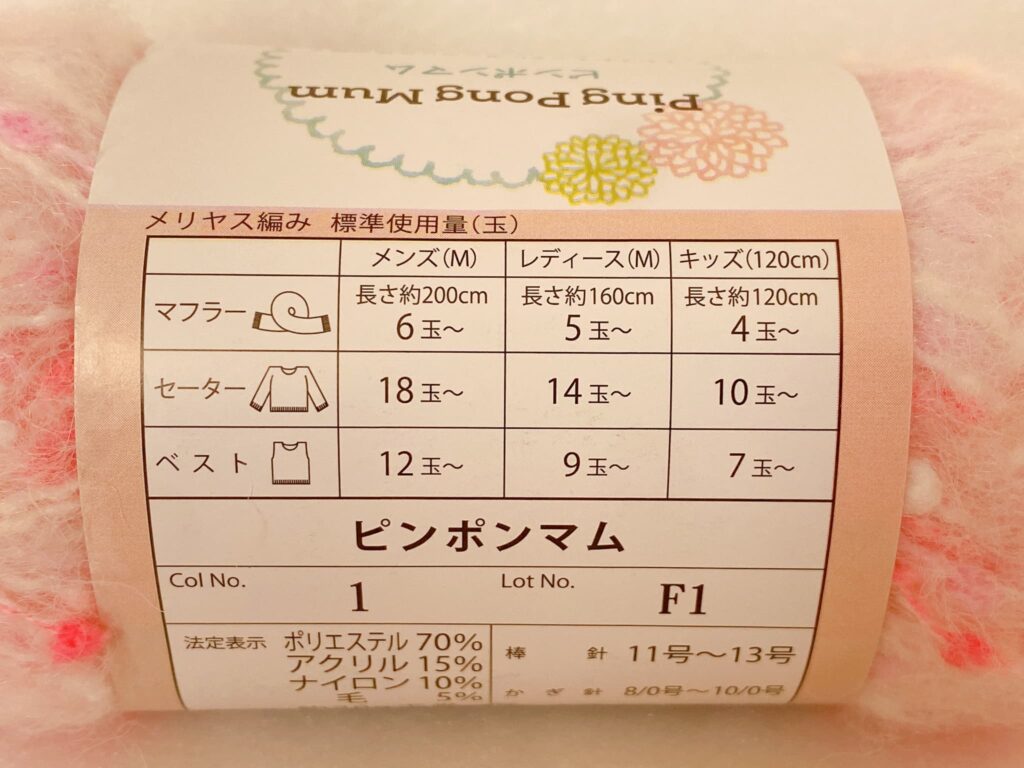 ピンポンマム
Ping Pong Mum
メリヤス編み 標準使用量(玉)
メンズ(M) レディース(M) キッズ(120cm)
マフラー 長さ約200cm 6玉〜 長さ約160cm 5玉〜 長さ約120cm 4玉〜
セーター 18玉〜 14玉〜 10玉〜
ベスト 12玉〜 9玉〜 7玉〜
ピンポンマム
Col No. 1 Lot No. F1
法定表示 ポリエステル 70%
アクリル 15%
ナイロン 10%
毛 5%
棒針 11号〜13号
かぎ針 8/0号〜10/0号